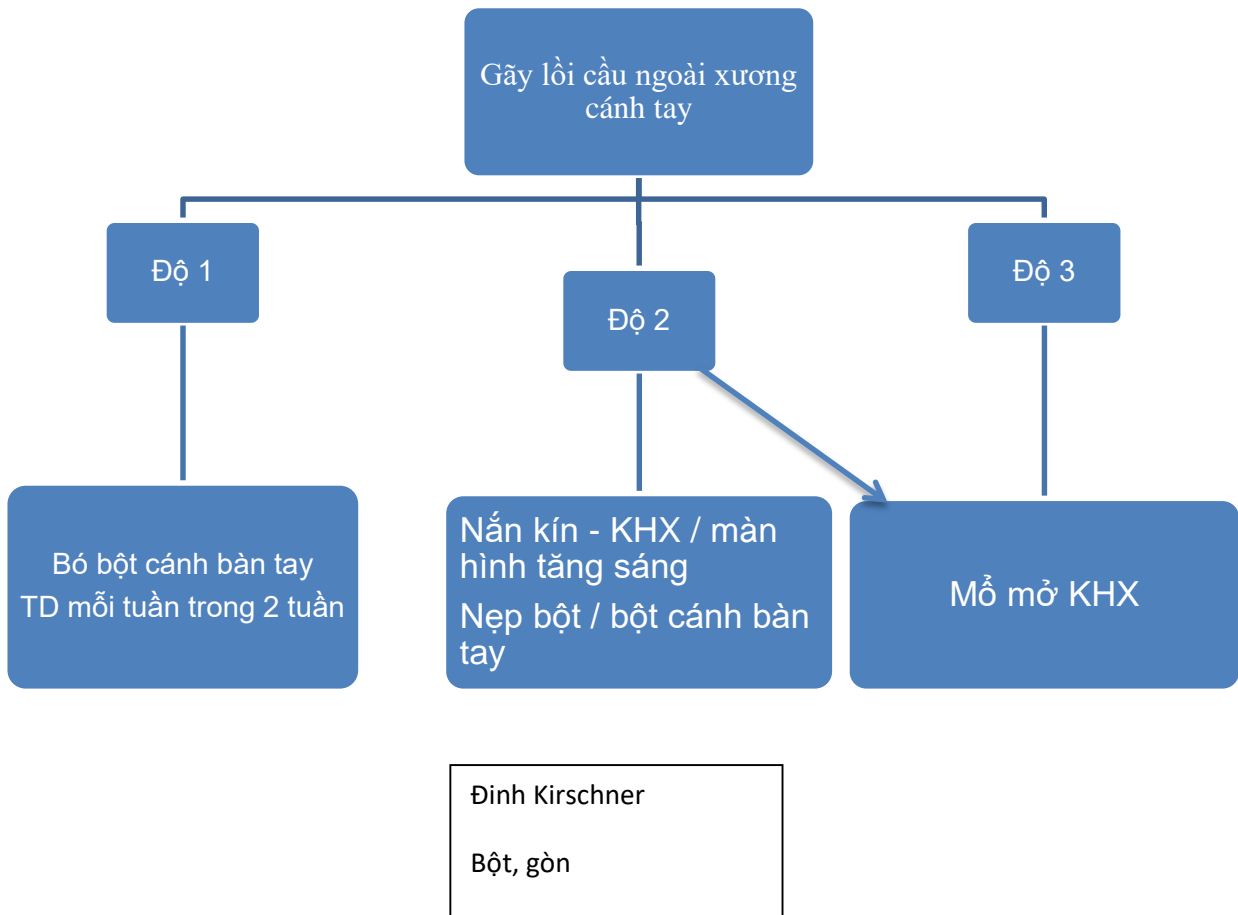 Gãy lồi cầu ngoài xương
cánh tay
Độ 1
Độ 2
Độ 3
Bó bột cánh bàn tay
TD mỗi tuần trong 2 tuần
Nắn kín - KHX / màn
hình tăng sáng
Nẹp bột / bột cánh bàn
tay
Mổ mở KHX
Đinh Kirschner
Bột, gòn